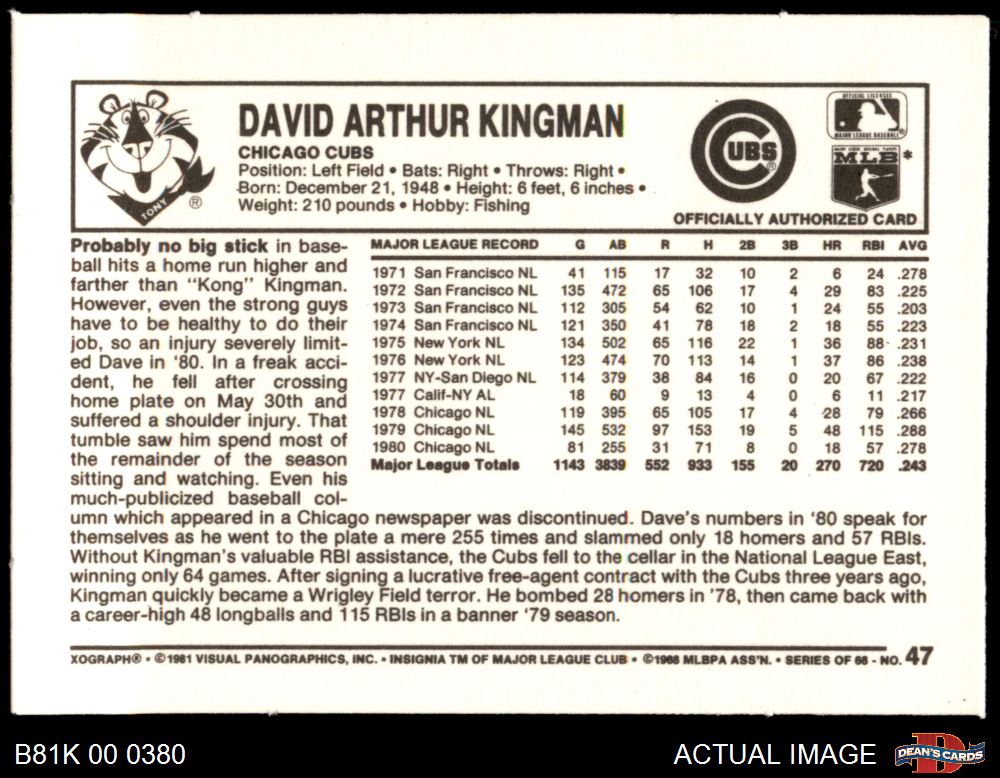 TONY ®
DAVID ARTHUR KINGMAN
CHICAGO CUBS
Position: Left Field • Bats: Right • Throws: Right •
Born: December 21, 1948 • Height: 6 feet, 6 inches •
Weight: 210 pounds • Hobby: Fishing
CUBS ®
OFFICIAL LICENSEE
MAJOR LEAGUE BASEBALL ®
MAJOR LEAGUE BASEBALL PLAYERS
MLB *
OFFICIALLY AUTHORIZED CARD
Probably no big stick in base-
ball hits a home run higher and
farther than "Kong" Kingman.
However, even the strong guys
have to be healthy to do their
job, so an injury severely limit-
ed Dave in '80. In a freak acci-
dent, he fell after crossing
home plate on May 30th and
suffered a shoulder injury. That
tumble saw him spend most of
the remainder of the season
sitting and watching. Even his
much-publicized baseball col-
umn which appeared in a Chicago newspaper was discontinued. Dave's numbers in '80 speak for
themselves as he went to the plate a mere 255 times and slammed only 18 homers and 57 RBIs.
Without Kingman's valuable RBI assistance, the Cubs fell to the cellar in the National League East,
winning only 64 games. After signing a lucrative free-agent contract with the Cubs three years ago,
Kingman quickly became a Wrigley Field terror. He bombed 28 homers in '78, then came back with
a career-high 48 longballs and 115 RBIs in a banner '79 season.
MAJOR LEAGUE RECORD G AB R H 2B 3B HR RBI AVG
1971 San Francisco NL 41 115 17 32 10 2 6 24 .278
1972 San Francisco NL 135 472 65 106 17 4 29 83 .225
1973 San Francisco NL 112 305 54 62 10 1 24 55 .203
1974 San Francisco NL 121 350 41 78 18 2 18 55 .223
1975 New York NL 134 502 65 116 22 1 36 88 .231
1976 New York NL 123 474 70 113 14 1 37 86 .238
1977 NY-San Diego NL 114 379 38 84 16 0 20 67 .222
1977 Calif-NY AL 18 60 9 13 4 0 6 11 .217
1978 Chicago NL 119 395 65 105 17 4 28 79 .266
1979 Chicago NL 145 532 97 153 19 5 48 115 .288
1980 Chicago NL 81 255 31 71 8 0 18 57 .278
Major League Totals 1143 3839 552 933 155 20 270 720 .243
XOGRAPH® • ©1981 VISUAL PANOGRAPHICS, INC. • INSIGNIA TM OF MAJOR LEAGUE CLUB • ©1966 MLBPA ASS'N. • SERIES OF 66 - NO. 47
B81K 00 0380
ACTUAL IMAGE
D DEAN'S CARDS